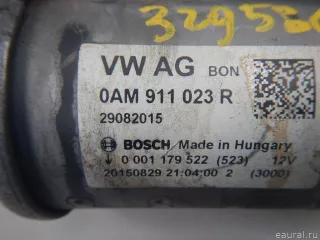 VW AG BON
0AM 911 023 R
29082015
BOSCH Made in Hungary
0 001 179 522 (523) 12V
20150829 21:04:00 2 (3000)
© eaural.ru